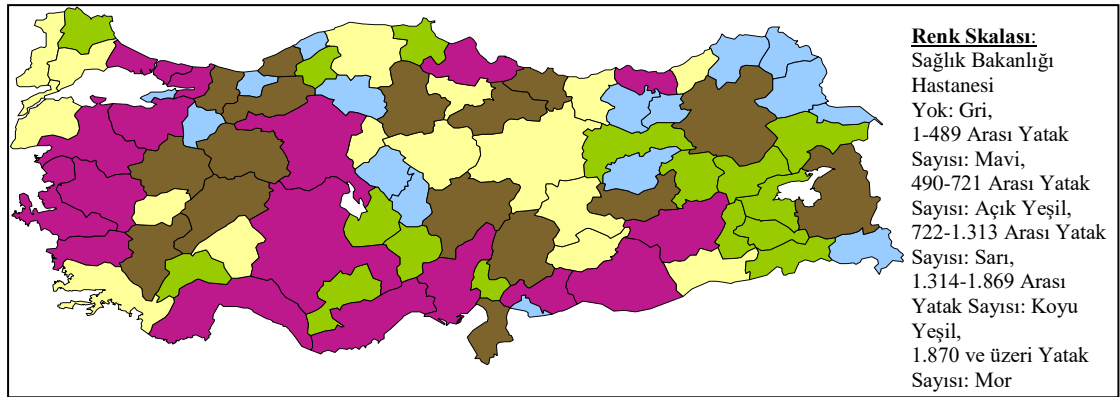 Renk Skalası:
Sağlık Bakanlığı
Hastanesi
Yok: Gri,
1-489 Arası Yatak
Sayısı: Mavi,
490-721 Arası Yatak
Sayısı: Açık Yeşil,
722-1.313 Arası Yatak
Sayısı: Sarı,
1.314-1.869 Arası
Yatak Sayısı: Koyu
Yeşil,
1.870 ve üzeri Yatak
Sayısı: Mor